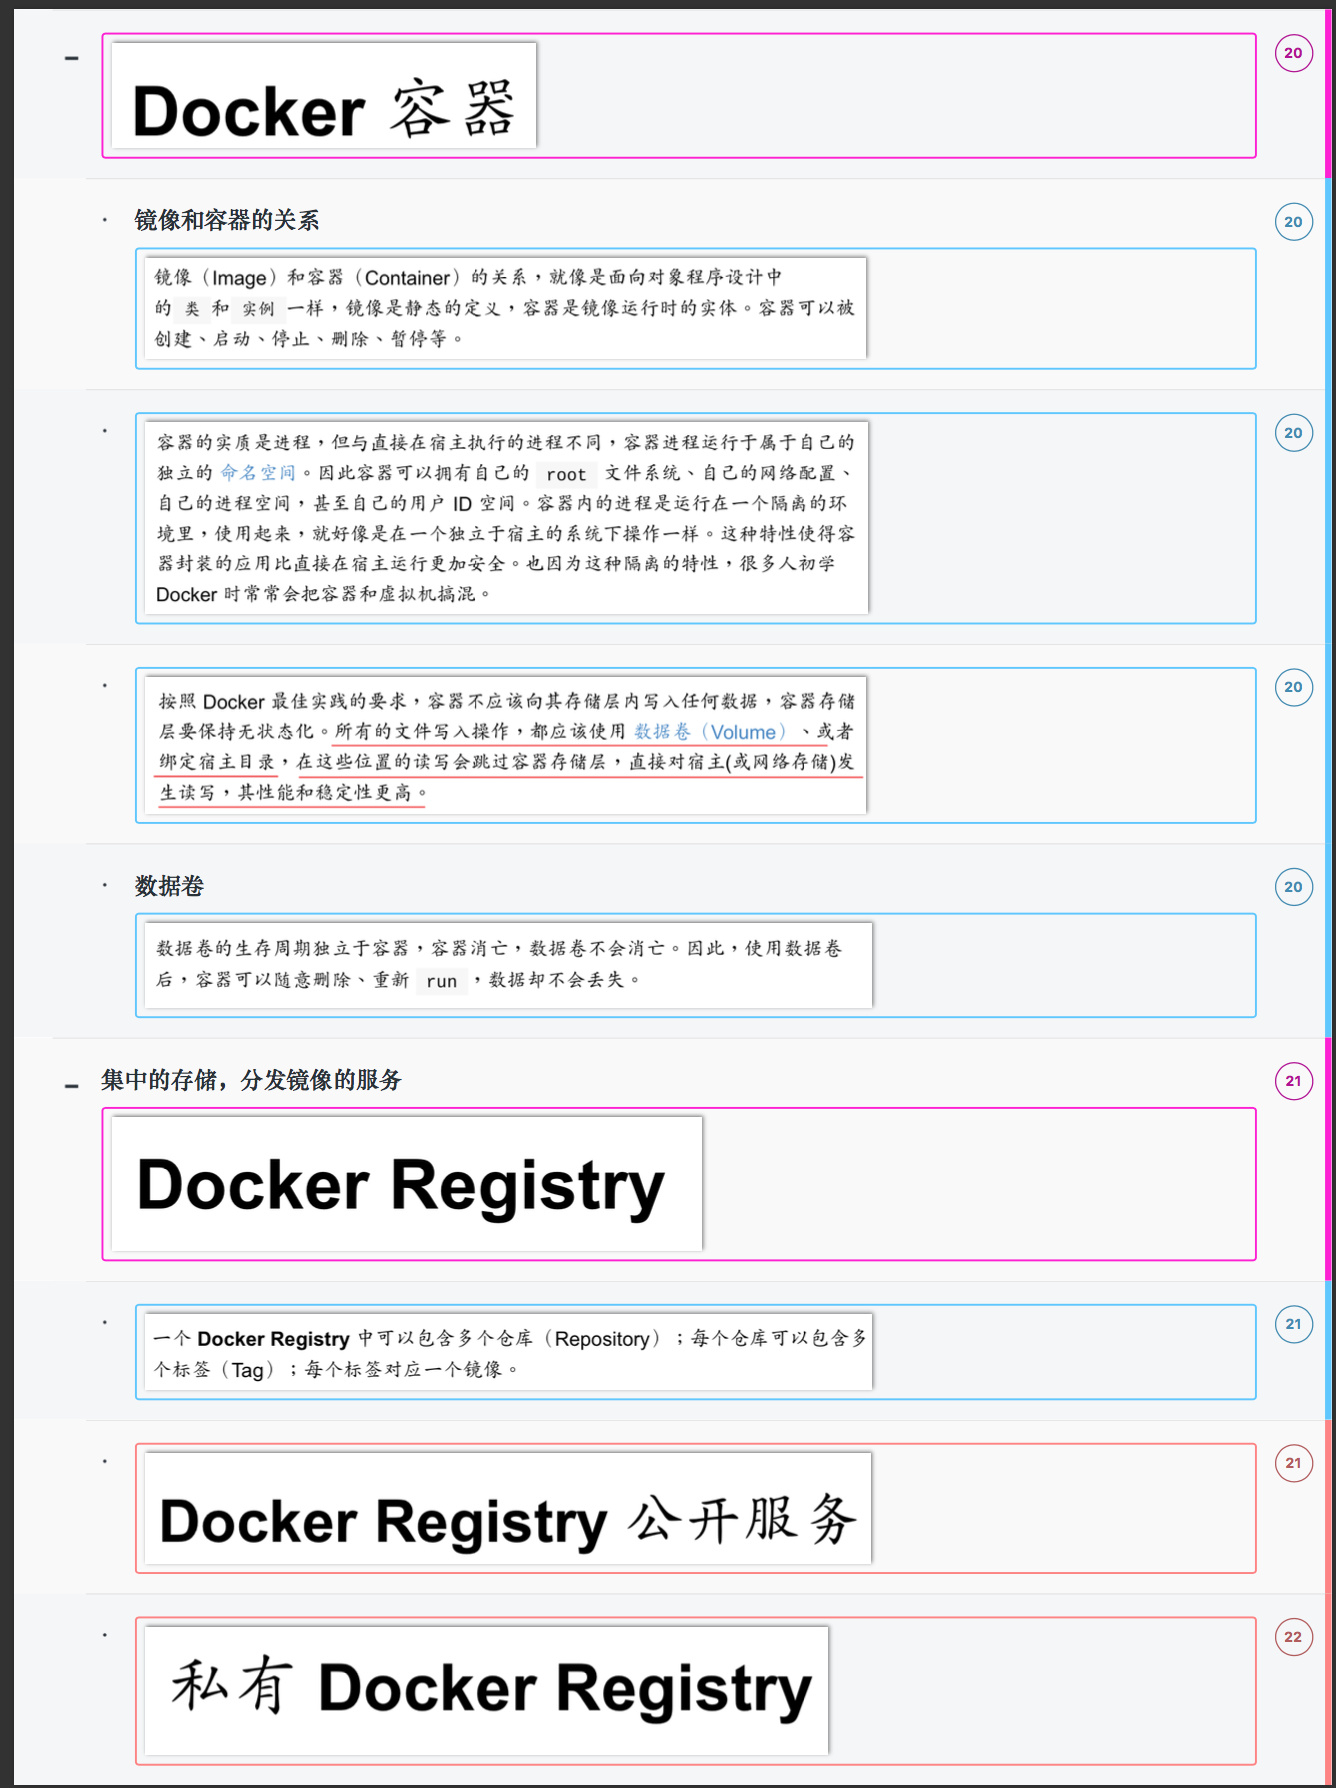 Docker 容器
20
镜像和容器的关系
20
镜像（Image）和容器（Container）的关系，就像是面向对象程序设计中
的 类 和 实例 一样，镜像是静态的定义，容器是镜像运行时的实体。容器可以被
创建、启动、停止、删除、暂停等。
20
容器的实质是进程，但与直接在宿主执行的进程不同，容器进程运行于属于自己的
独立的 命名空间。因此容器可以拥有自己的 root 文件系统、自己的网络配置、
自己的进程空间，甚至自己的用户 ID 空间。容器内的进程是运行在一个隔离的环
境里，使用起来，就好像是在一个独立于宿主的系统下操作一样。这种特性使得容
器封装的应用比直接在宿主运行更加安全。也因为这种隔离的特性，很多人初学
Docker 时常常会把容器和虚拟机搞混。
20
按照 Docker 最佳实践的要求，容器不应该向其存储层内写入任何数据，容器存储
层要保持无状态化。所有的文件写入操作，都应该使用 数据卷（Volume）、或者
绑定宿主目录，在这些位置的读写会跳过容器存储层，直接对宿主(或网络存储)发
生读写，其性能和稳定性更高。
数据卷
20
数据卷的生存周期独立于容器，容器消亡，数据卷不会消亡。因此，使用数据卷
后，容器可以随意删除、重新 run ，数据却不会丢失。
集中的存储，分发镜像的服务
21
Docker Registry
一个 Docker Registry 中可以包含多个仓库（Repository）；每个仓库可以包含多
个标签（Tag）；每个标签对应一个镜像。
21
Docker Registry 公开服务
21
私有 Docker Registry
22